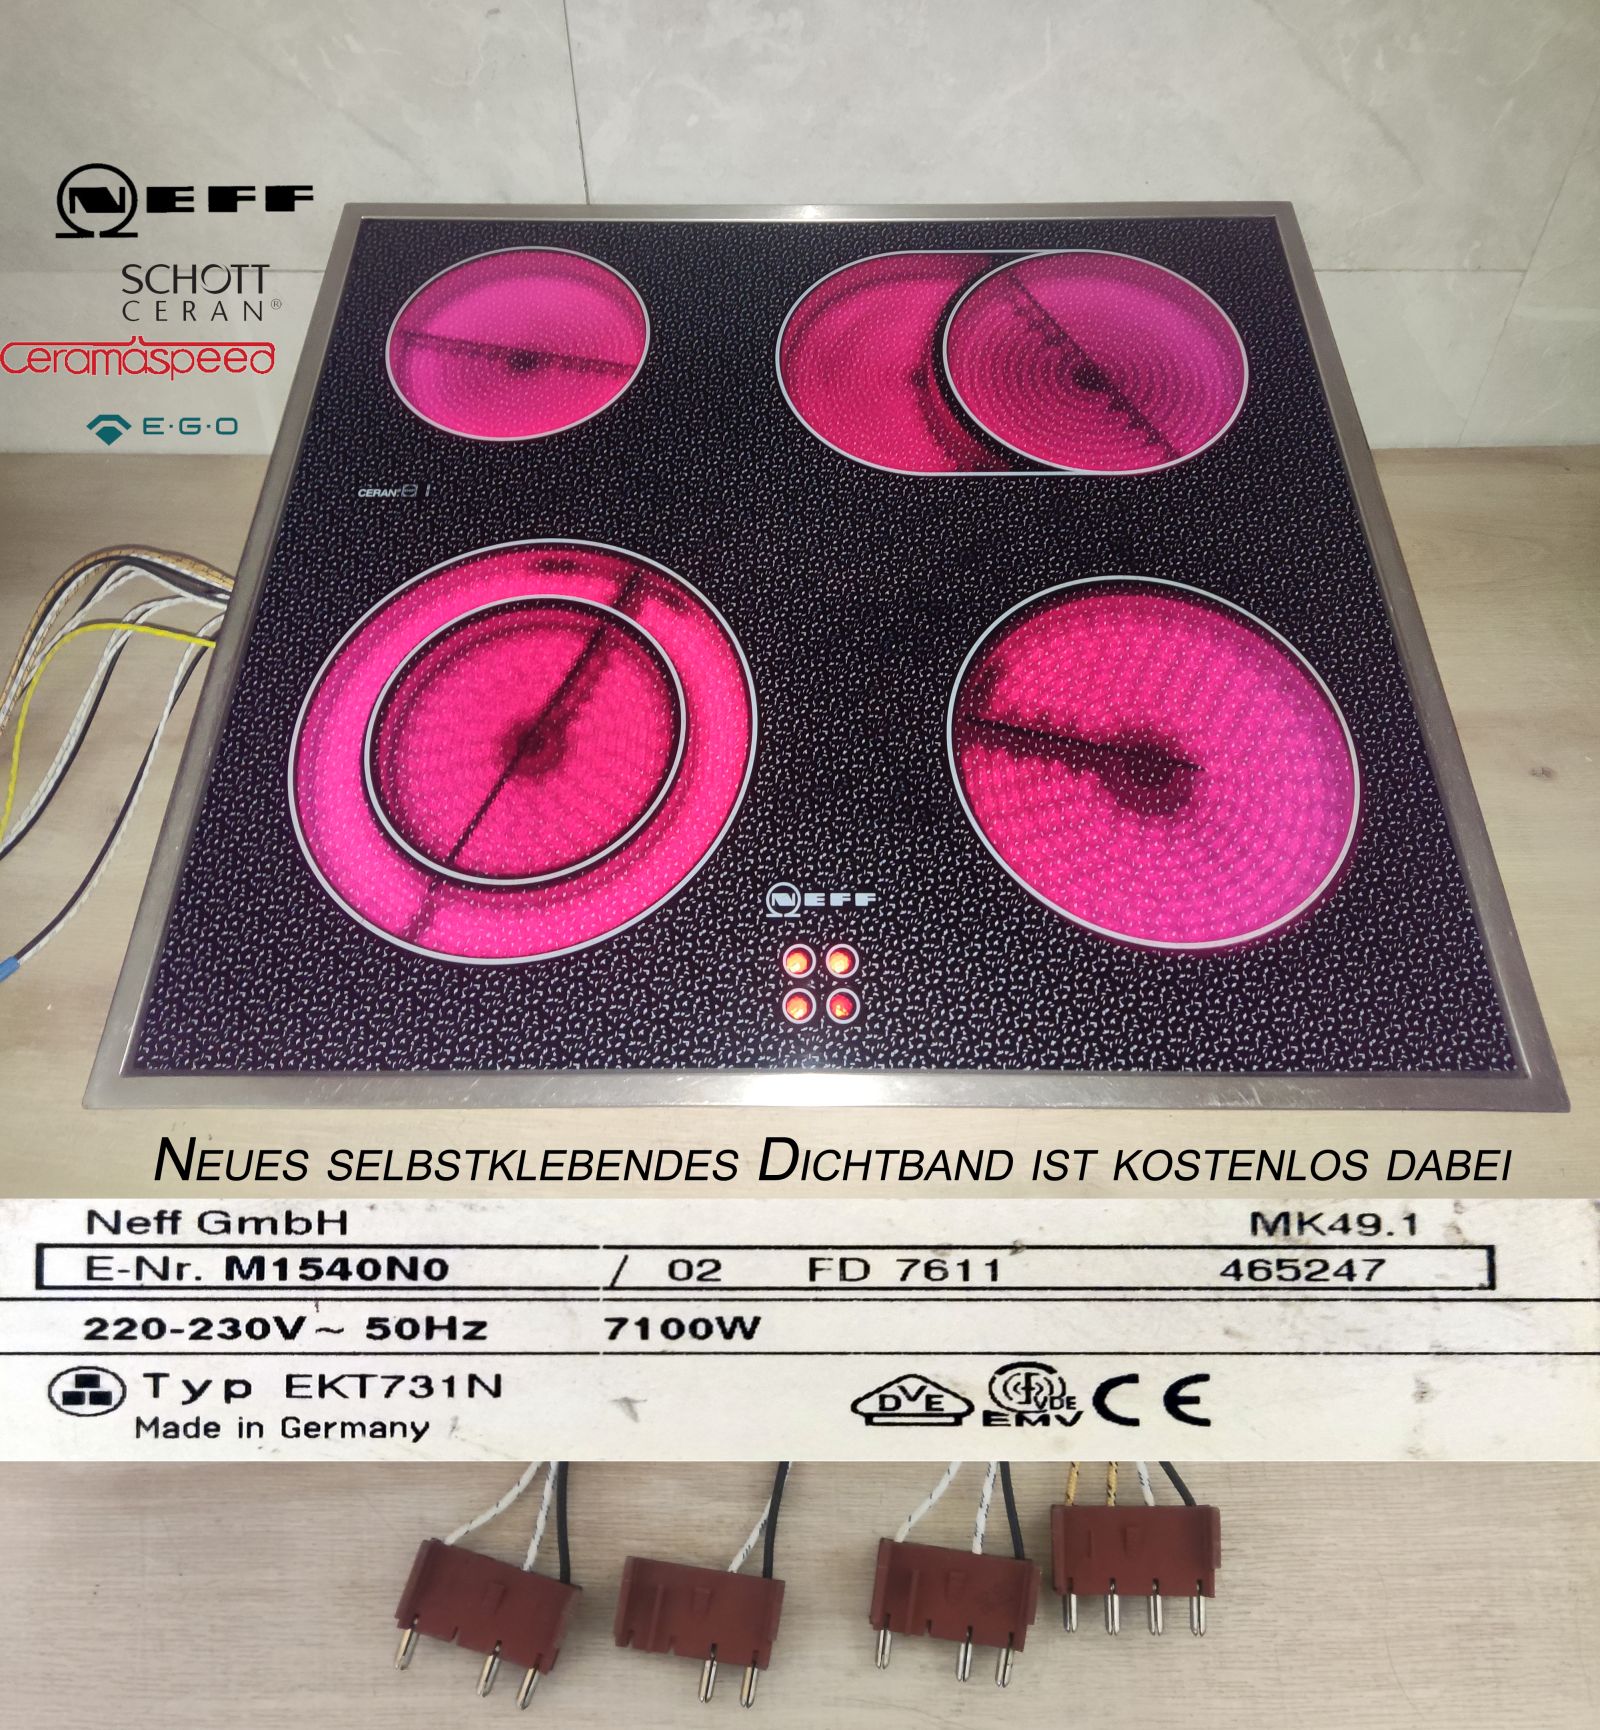 NEFF
SCHOTT
CERAN®
Ceramaspeed
E·G·O
CERAN®
NEFF
NEUES SELBSTKLEBENDES DICHTBAND IST KOSTENLOS DABEI
Neff GmbH MK49.1
E-Nr. M1540N0 / 02 FD 7611 465247
220-230V~ 50Hz 7100W
Typ EKT731N
Made in Germany
DVE VDE EMV CE